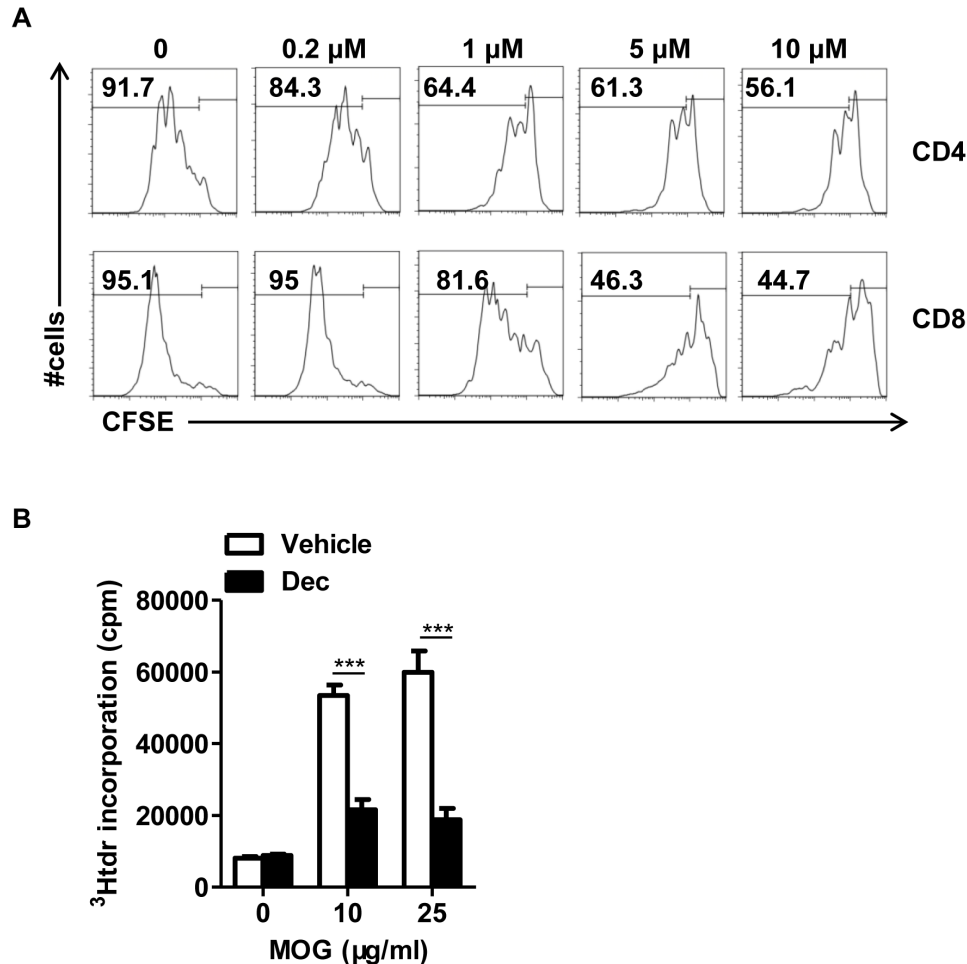 A
0 0.2 µM 1 µM 5 µM 10 µM
91.7 84.3 64.4 61.3 56.1
CD4
95.1 95 81.6 46.3 44.7
CD8
#cells
CFSE
B
Vehicle
Dec
³Htdr incorporation (cpm)
80000
60000
40000
20000
0
*** ***
0 10 25
MOG (µg/ml)